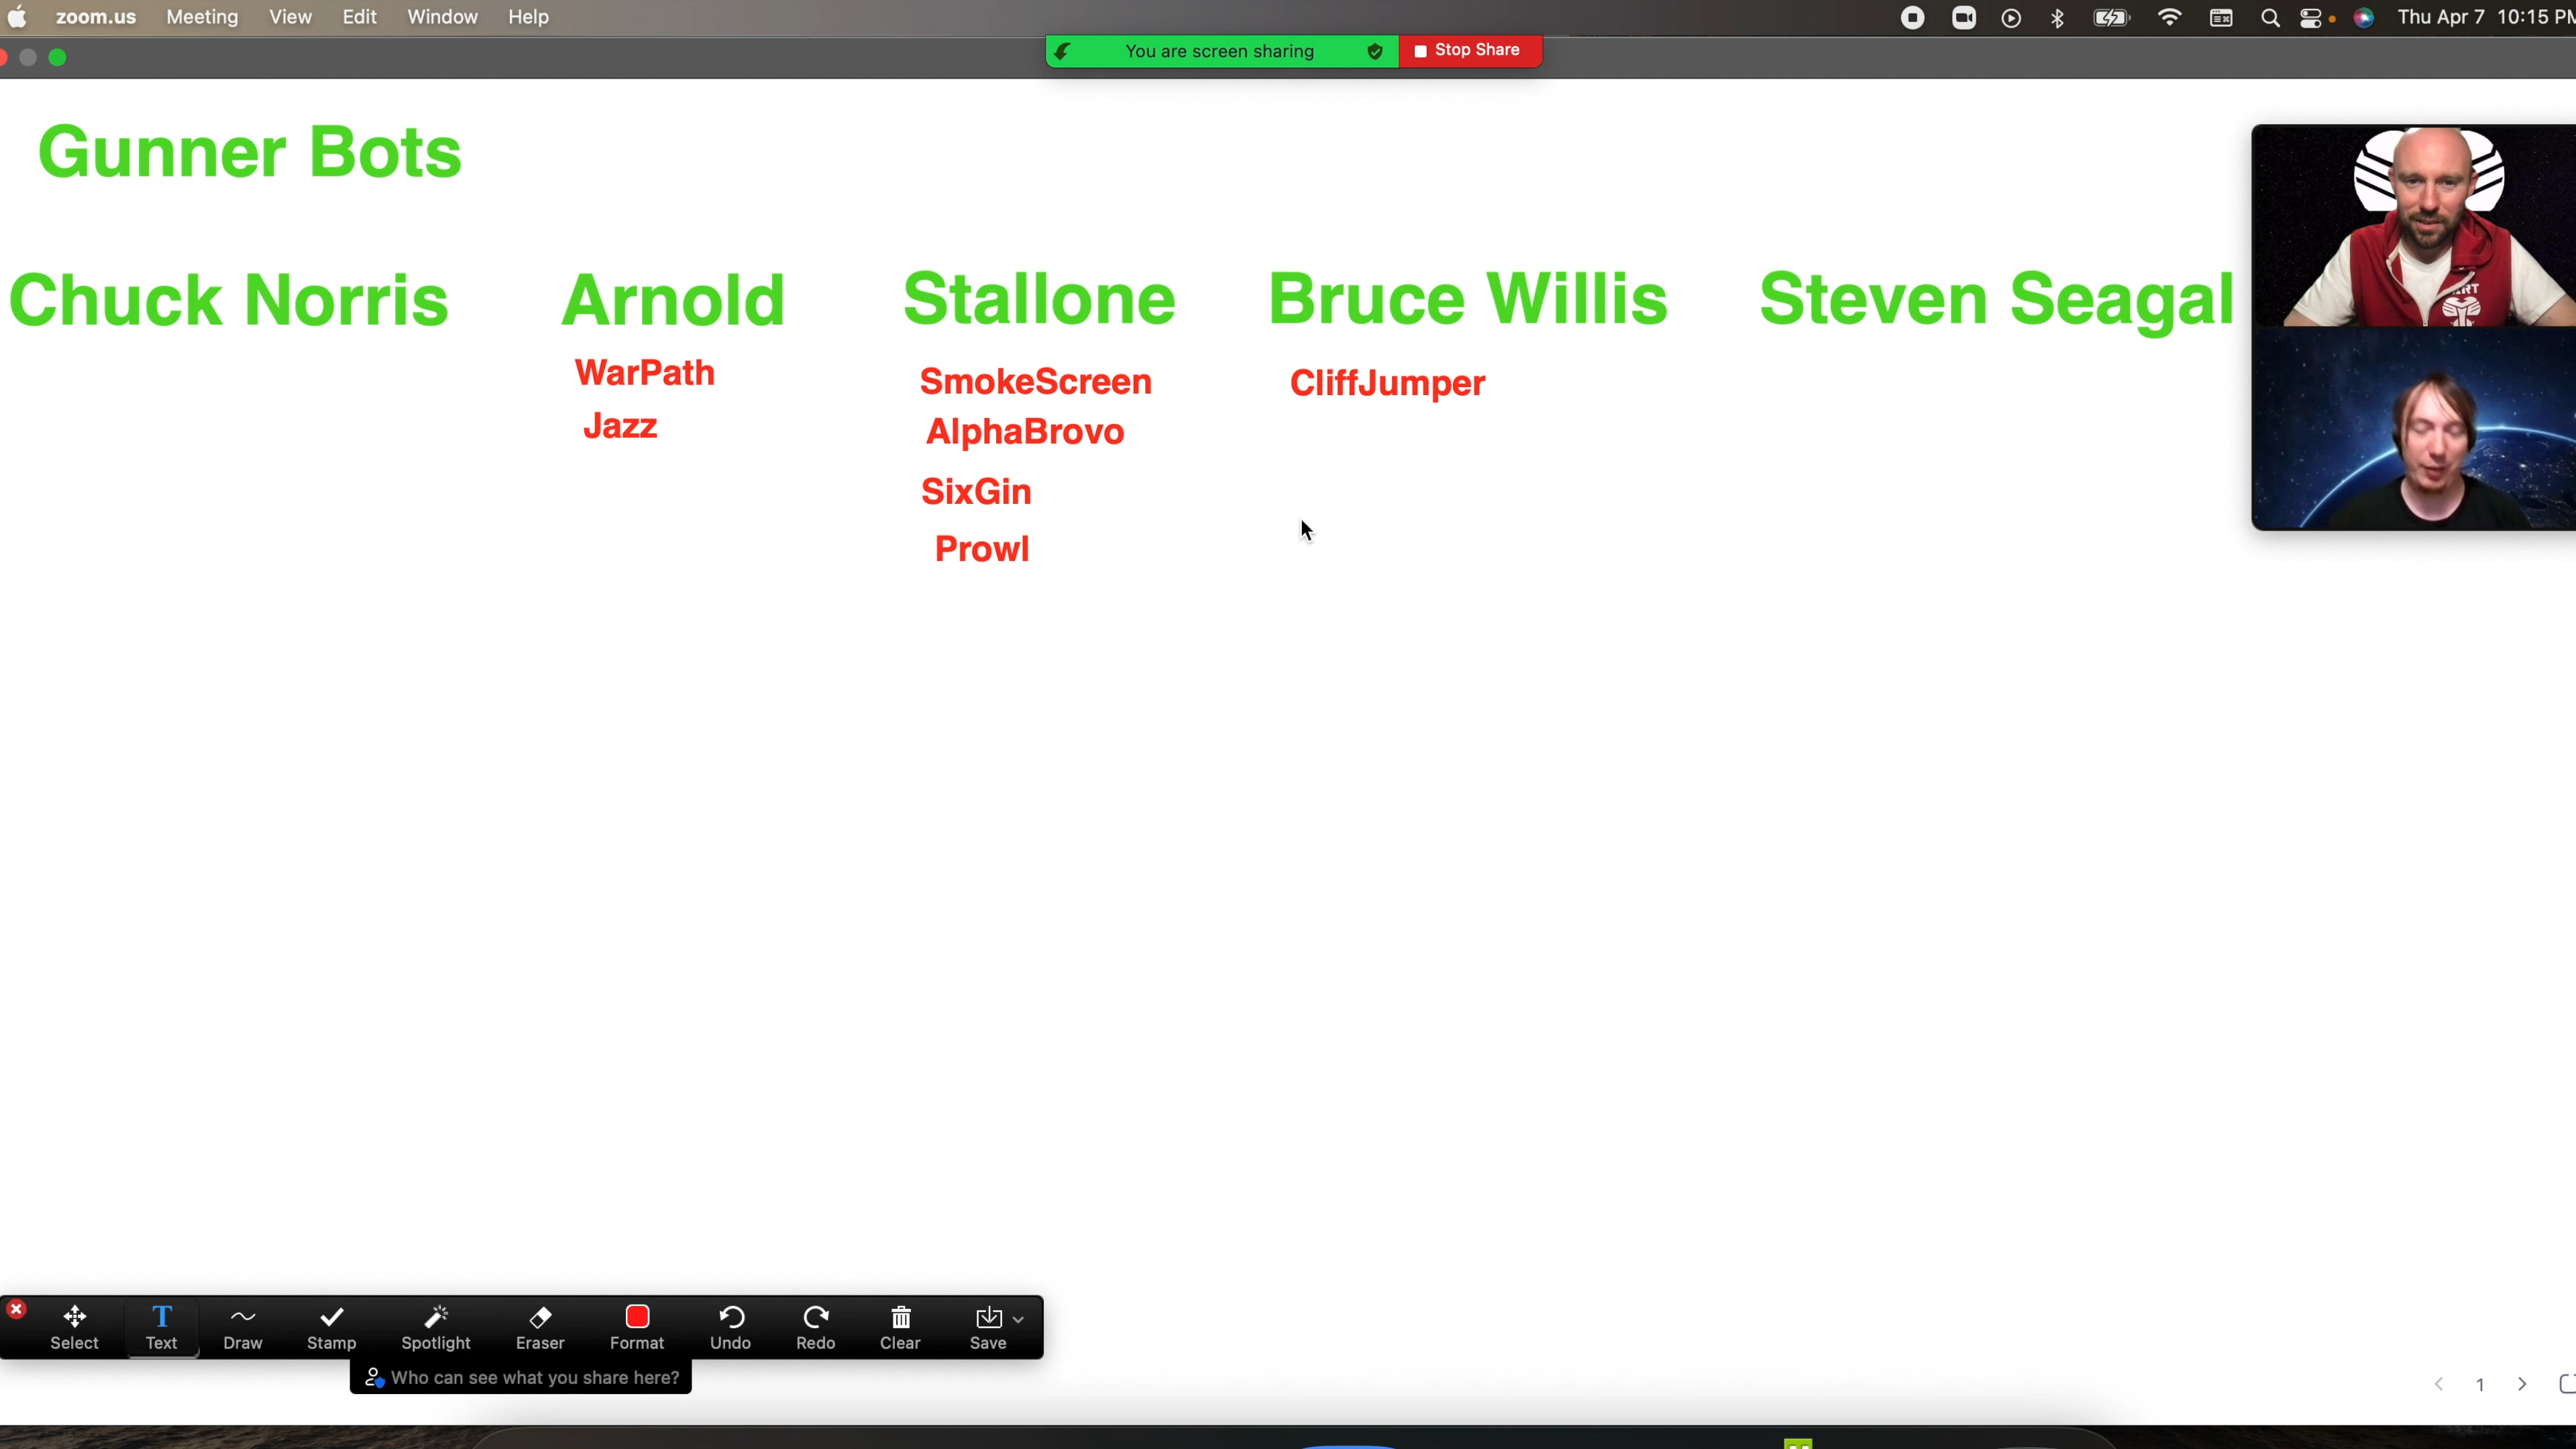 zoom.us Meeting View Edit Window Help Thu Apr 7 10:15 PM
You are screen sharing Stop Share
Gunner Bots
Chuck Norris Arnold Stallone Bruce Willis Steven Seagal
WarPath SmokeScreen CliffJumper
Jazz AlphaBrovo
SixGin
Prowl
Select Text Draw Stamp Spotlight Eraser Format Undo Redo Clear Save
Who can see what you share here?
1